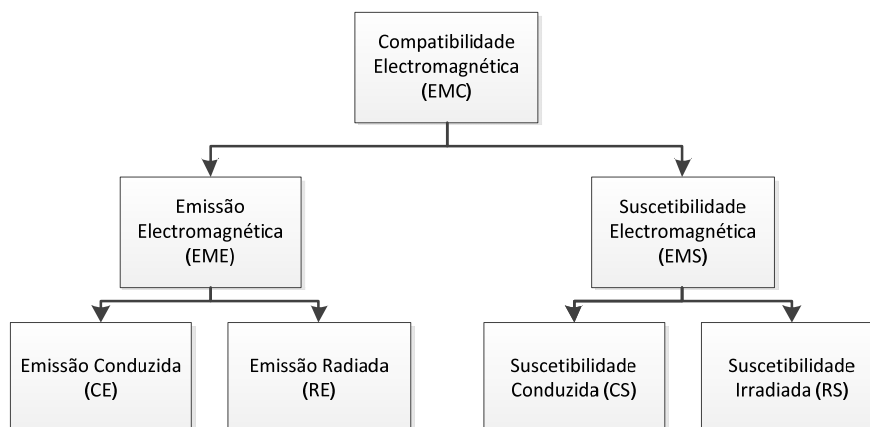 Compatibilidade
Electromagnética
(EMC)
Emissão
Electromagnética
(EME)
Suscetibilidade
Electromagnética
(EMS)
Emissão Conduzida
(CE)
Emissão Radiada
(RE)
Suscetibilidade
Conduzida (CS)
Suscetibilidade
Irradiada (RS)